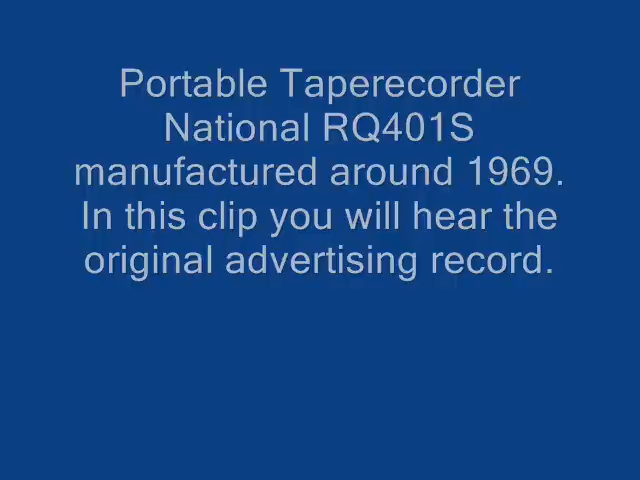 Portable Taperecorder
National RQ401S
manufactured around 1969.
In this clip you will hear the
original advertising record.